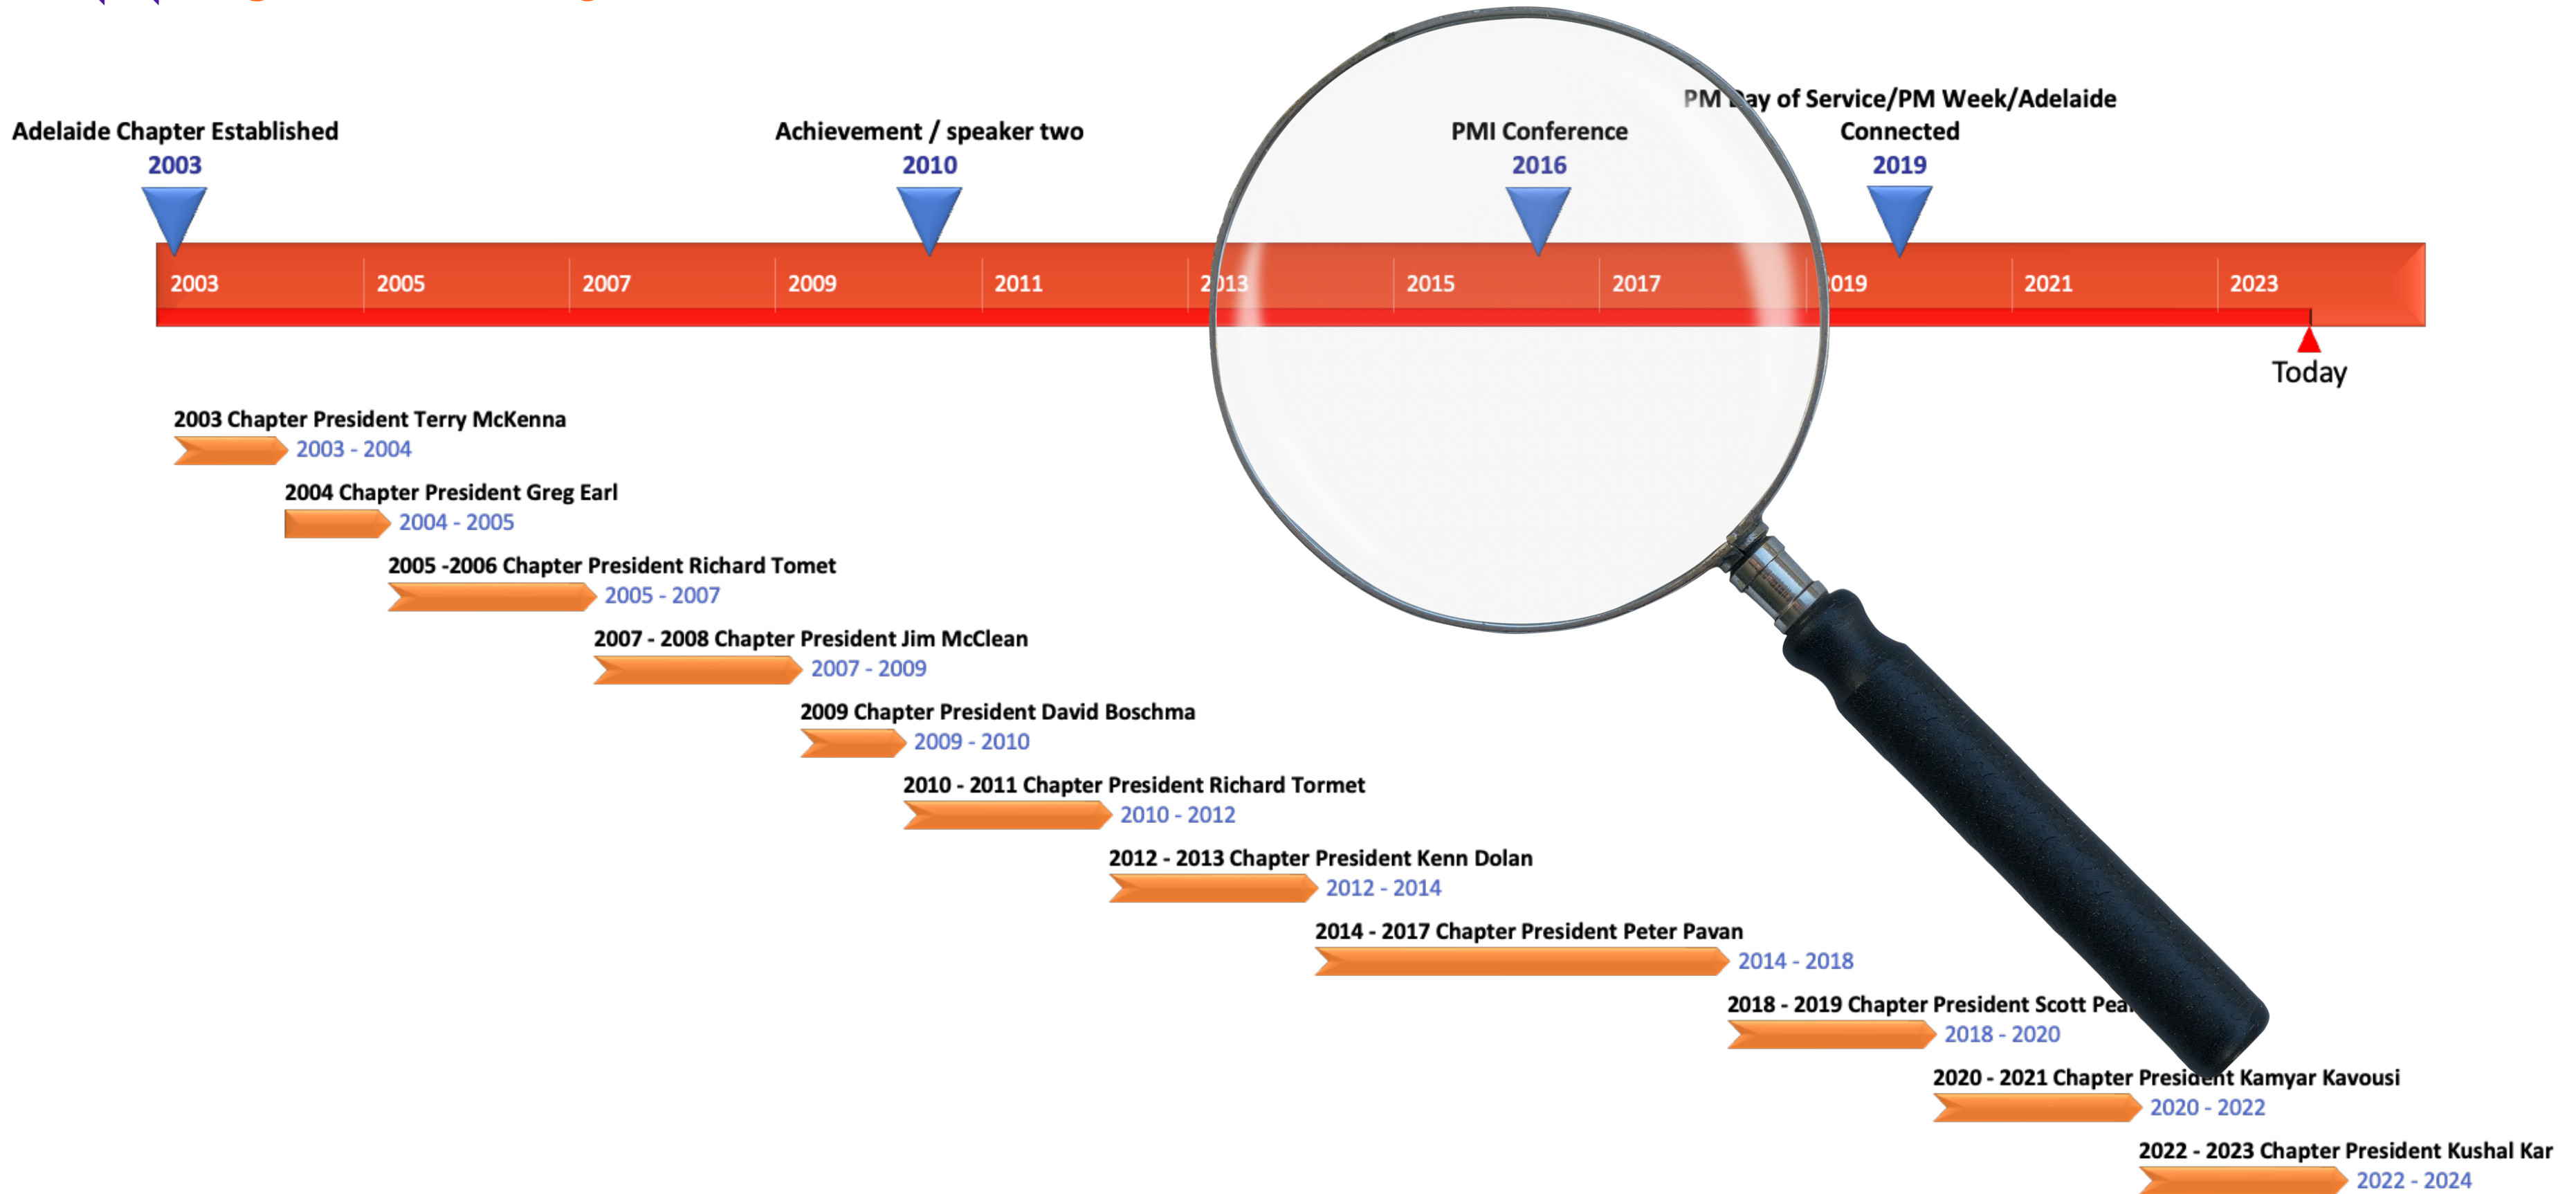 PM Day of Service/PM Week/Adelaide
Adelaide Chapter Established
Achievement / speaker two
PMI Conference
Connected
2003
2010
2016
2019
2003
2005
2007
2009
2011
2013
2015
2017
2019
2021
2023
Today
2003 Chapter President Terry McKenna
2003 - 2004
2004 Chapter President Greg Earl
2004 - 2005
2005 -2006 Chapter President Richard Tomet
2005 - 2007
2007 - 2008 Chapter President Jim McClean
2007 - 2009
2009 Chapter President David Boschma
2009 - 2010
2010 - 2011 Chapter President Richard Tormet
2010 - 2012
2012 - 2013 Chapter President Kenn Dolan
2012 - 2014
2014 - 2017 Chapter President Peter Pavan
2014 - 2018
2018 - 2019 Chapter President Scott
2018 - 2020
2020 - 2021 Chapter President Kamyar Kavousi
2020 - 2022
2022 - 2023 Chapter President Kushal Kar
2022 - 2024